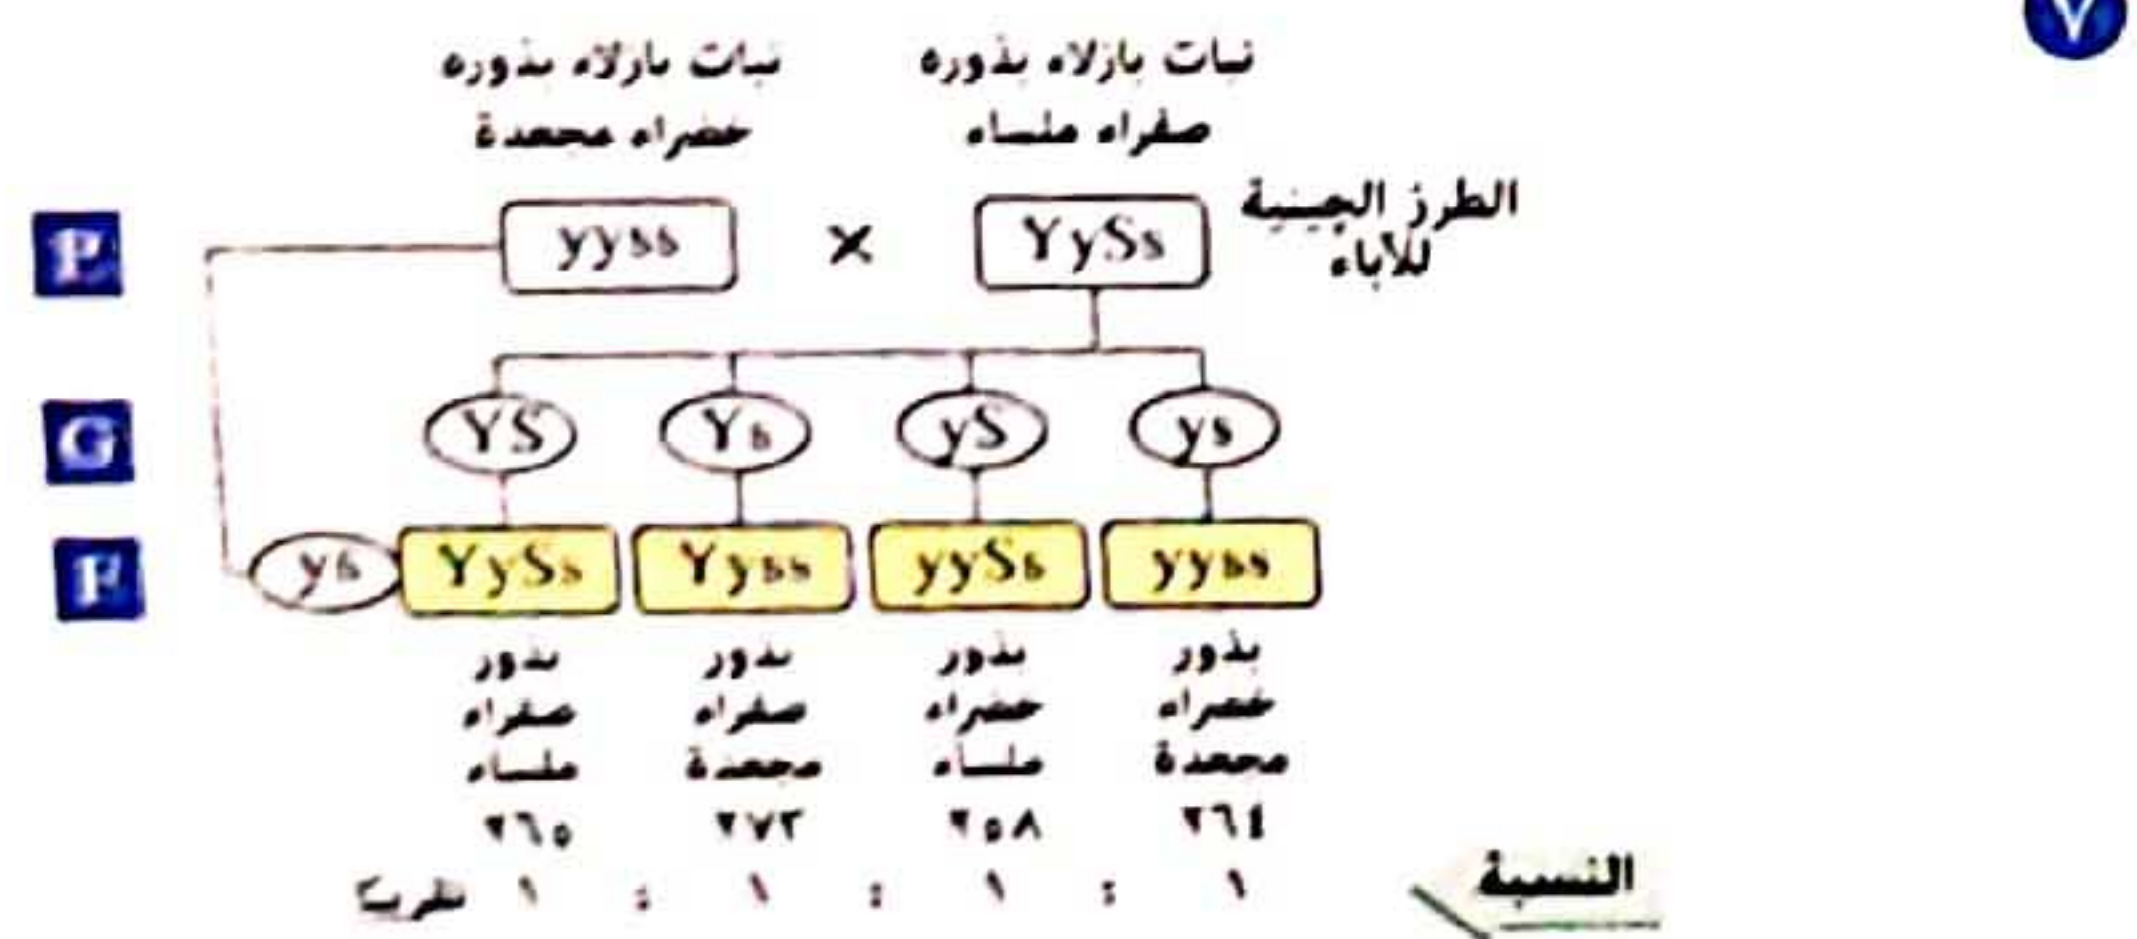 ٧
نبات بازلاء بذوره
صفراء ملساء
نبات بازلاء بذوره
خضراء مجعدة
الطرز الجينية
للآباء
P
YySs
×
yyss
G
ys
yS
Ys
YS
F
yyss
yySs
Yyss
YySs
ys
بذور
خضراء
مجعدة
٢٦٤
بذور
خضراء
ملساء
٢٥٨
بذور
صفراء
مجعدة
بذور
صفراء
ملساء
٢٦٥
النسبة
١ : ١ : ١ : ١ تقريبًا